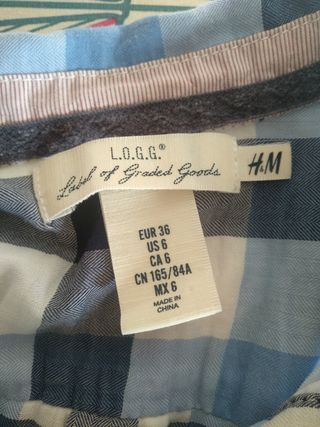 L.O.G.G.®
Label of Graded Goods
H&M
EUR 36
US 6
CA 6
CN 165/84A
MX 6
MADE IN
CHINA